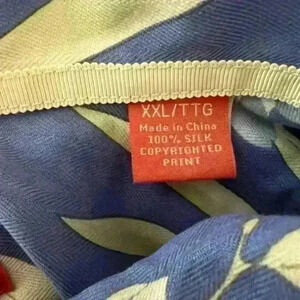 XXL/TTG
Made in China
100% SILK
COPYRIGHTED
PRINT